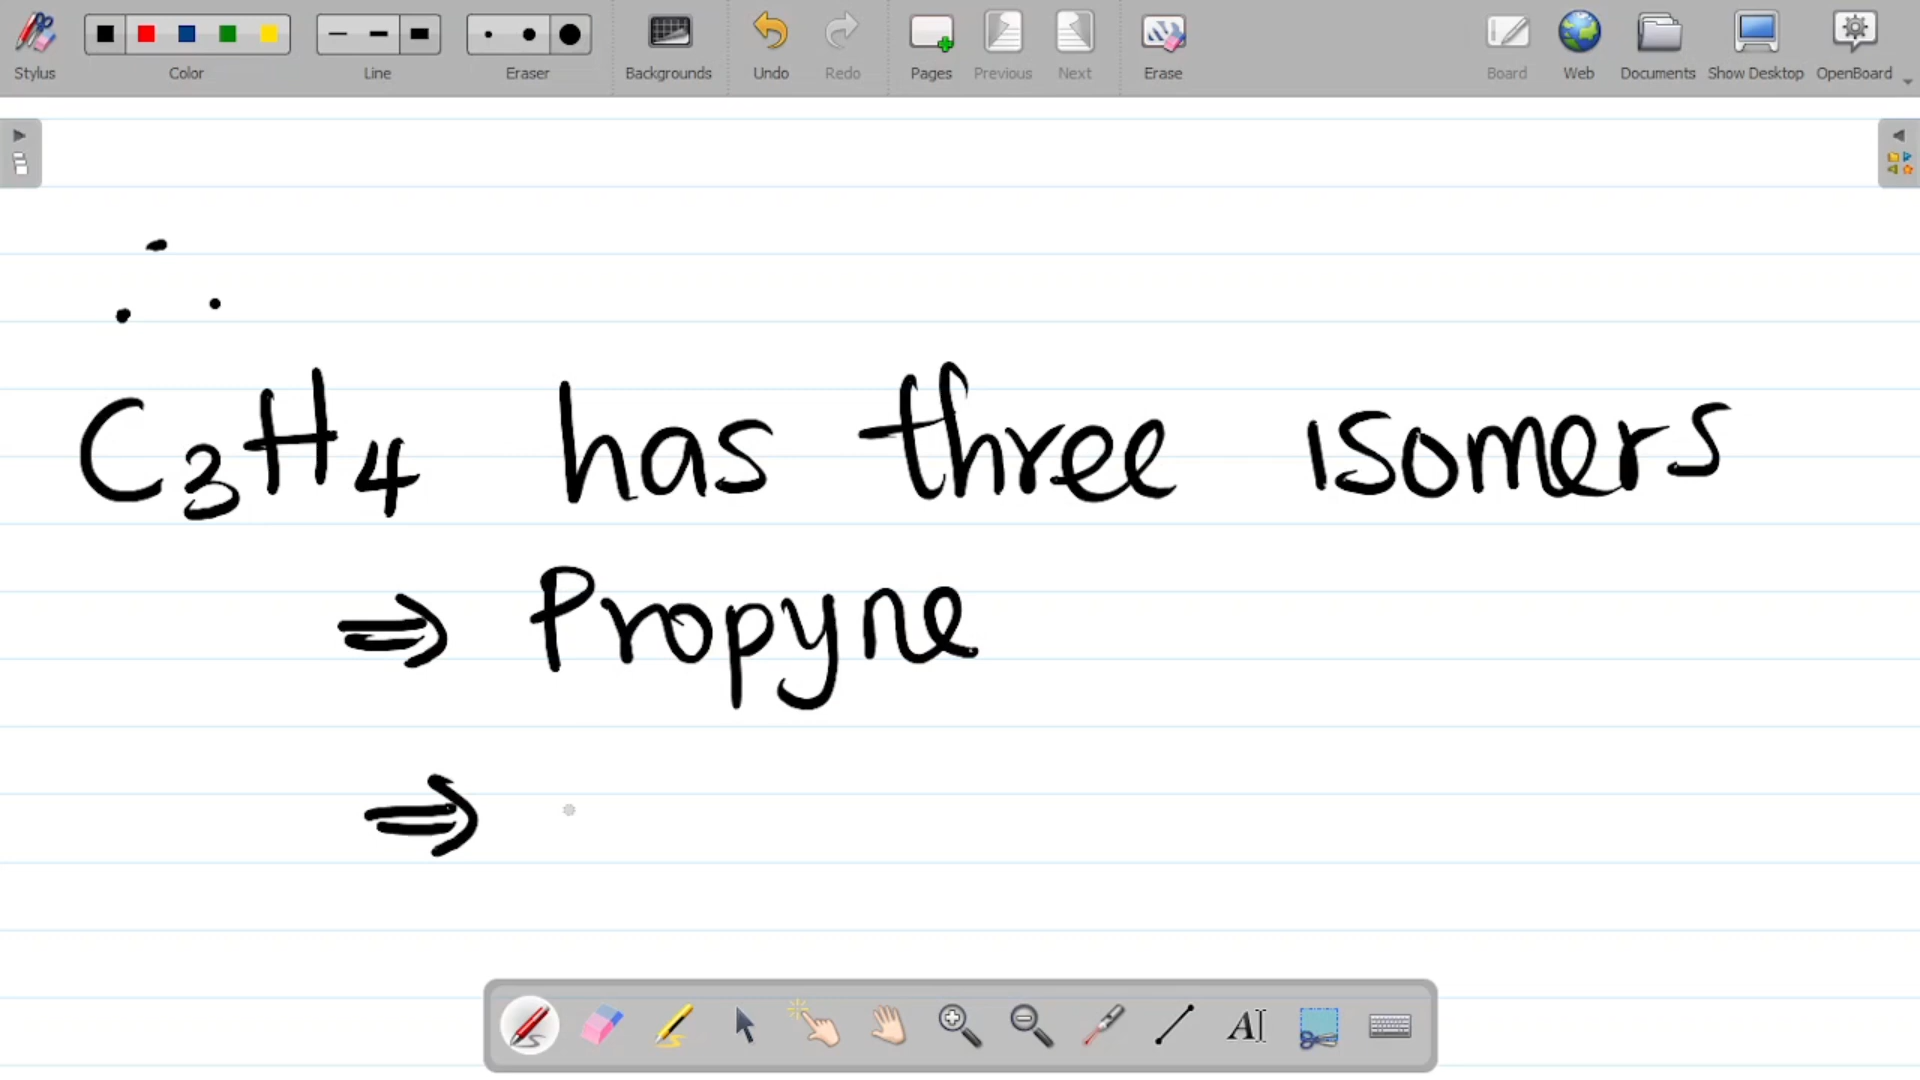 Stylus Color Line Eraser Backgrounds Undo Redo Pages Previous Next Erase Board Web Documents Show Desktop OpenBoard
∴
C₃H₄ has three isomers
⇒ Propyne
⇒
AI